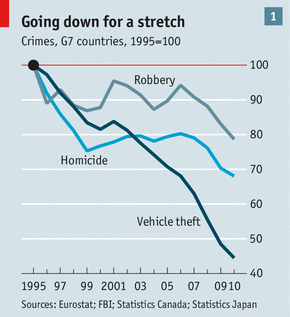 Going down for a stretch
1
Crimes, G7 countries, 1995=100
100
Robbery
90
80
Homicide
70
60
Vehicle theft
50
40
1995 97 99 2001 03 05 07 09 10
Sources: Eurostat; FBI; Statistics Canada; Statistics Japan